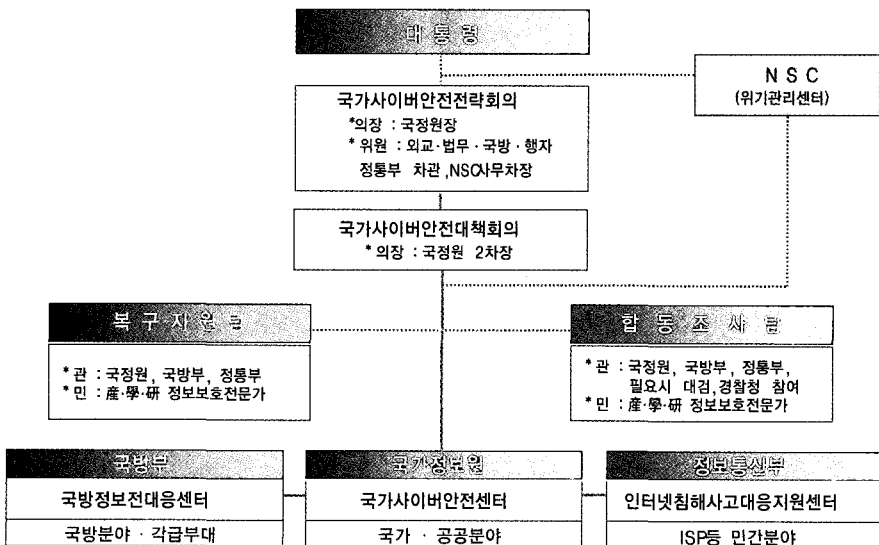 대통령
N S C
(위기관리센터)
국가사이버안전전략회의
*의장 : 국정원장
* 위원 : 외교·법무·국방·행자
정통부 차관,NSC사무차장
국가사이버안전대책회의
* 의장 : 국정원 2차장
복구지원팀
합동조사팀
* 관 : 국정원, 국방부, 정통부
* 민 : 産·學·硏 정보보호전문가
* 관 : 국정원, 국방부, 정통부,
필요시 대검,경찰청 참여
* 민 : 産·學·硏 정보보호전문가
국방부
국가정보원
정보통신부
국방정보전대응센터
국가사이버안전센터
인터넷침해사고대응지원센터
국방분야 · 각급부대
국가 · 공공분야
ISP등 민간분야